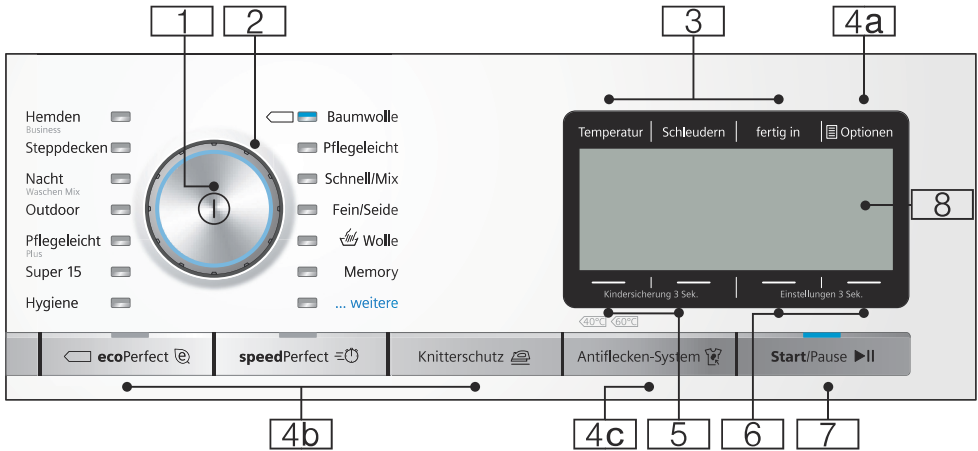 1 2 3 4a
Hemden
Business
Steppdecken
Nacht
Waschen Mix
Outdoor
Pflegeleicht
Plus
Super 15
Hygiene
Baumwolle
Pflegeleicht
Schnell/Mix
Fein/Seide
Wolle
Memory
... weitere
Temperatur Schleudern fertig in Optionen
8
Kindersicherung 3 Sek. Einstellungen 3 Sek.
40°C 60°C
ecoPerfect e speedPerfect Knitterschutz Antiflecken-System Start/Pause
4b 4c 5 6 7